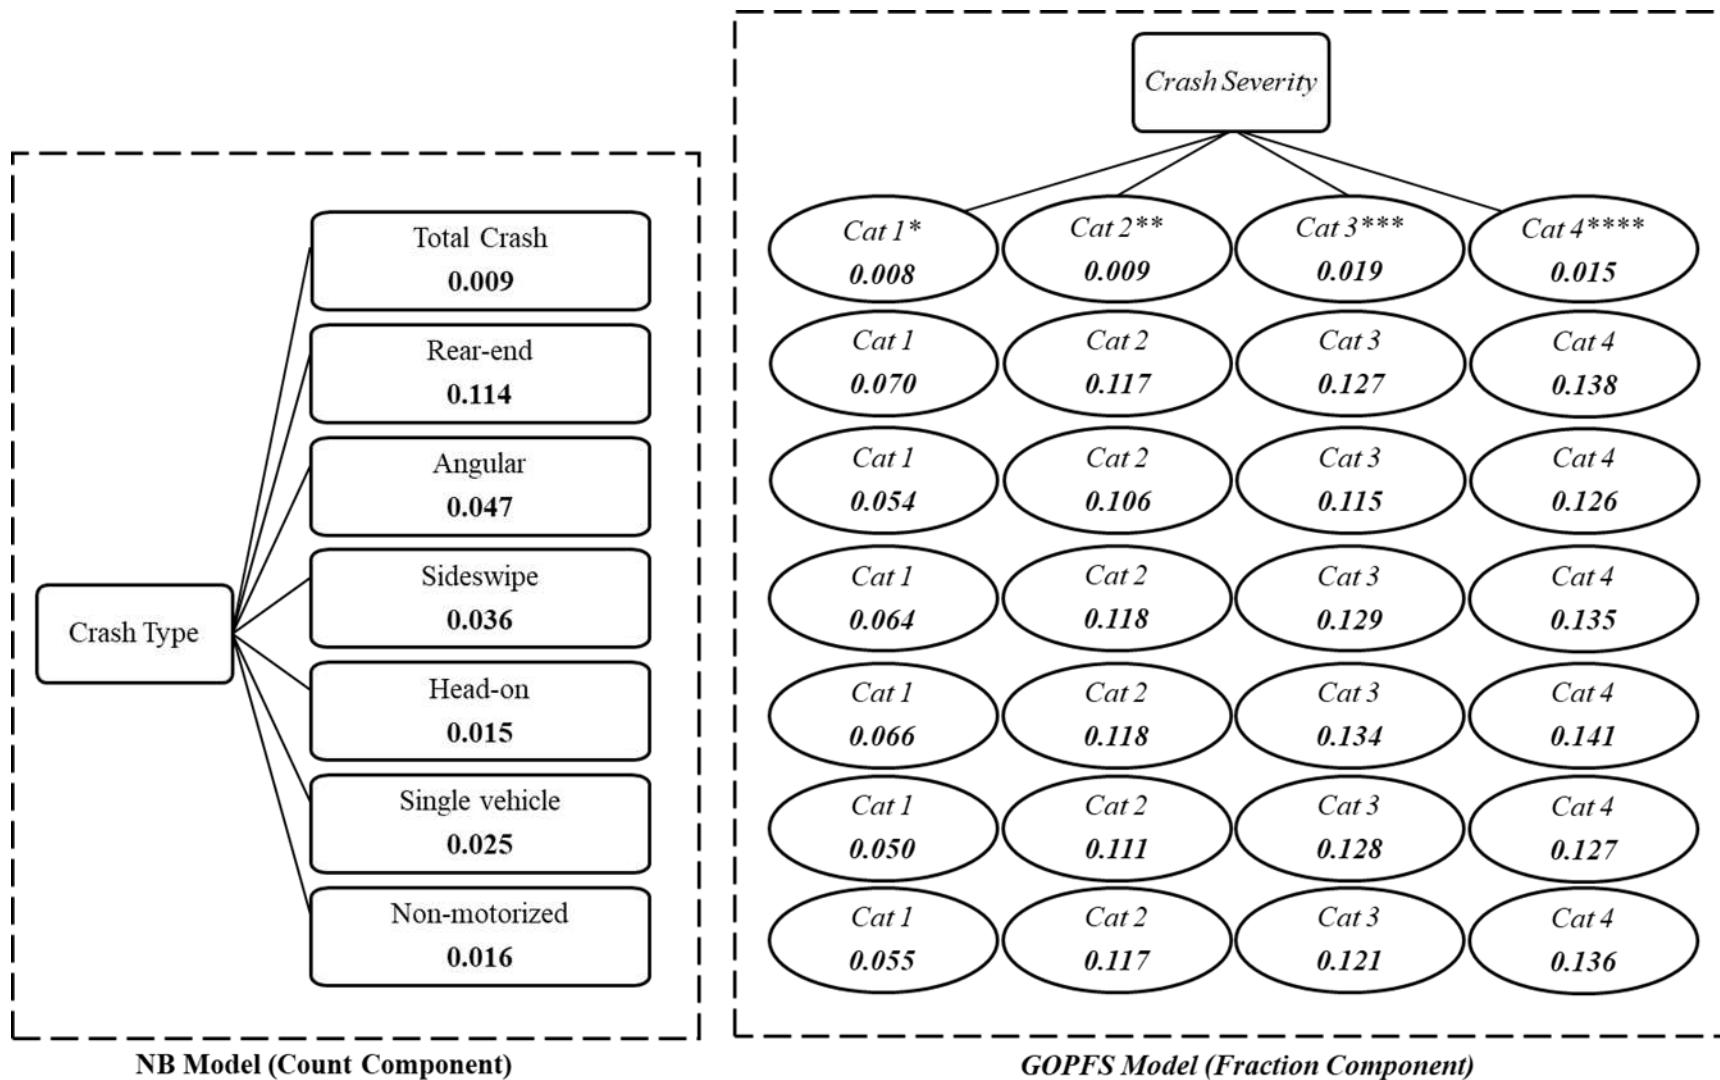 Crash Severity
Crash Type
Total Crash
0.009
Rear-end
0.114
Angular
0.047
Sideswipe
0.036
Head-on
0.015
Single vehicle
0.025
Non-motorized
0.016
Cat 1* Cat 2** Cat 3*** Cat 4****
0.008 0.009 0.019 0.015
Cat 1 Cat 2 Cat 3 Cat 4
0.070 0.117 0.127 0.138
Cat 1 Cat 2 Cat 3 Cat 4
0.054 0.106 0.115 0.126
Cat 1 Cat 2 Cat 3 Cat 4
0.064 0.118 0.129 0.135
Cat 1 Cat 2 Cat 3 Cat 4
0.066 0.118 0.134 0.141
Cat 1 Cat 2 Cat 3 Cat 4
0.050 0.111 0.128 0.127
Cat 1 Cat 2 Cat 3 Cat 4
0.055 0.117 0.121 0.136
NB Model (Count Component)
GOPFS Model (Fraction Component)